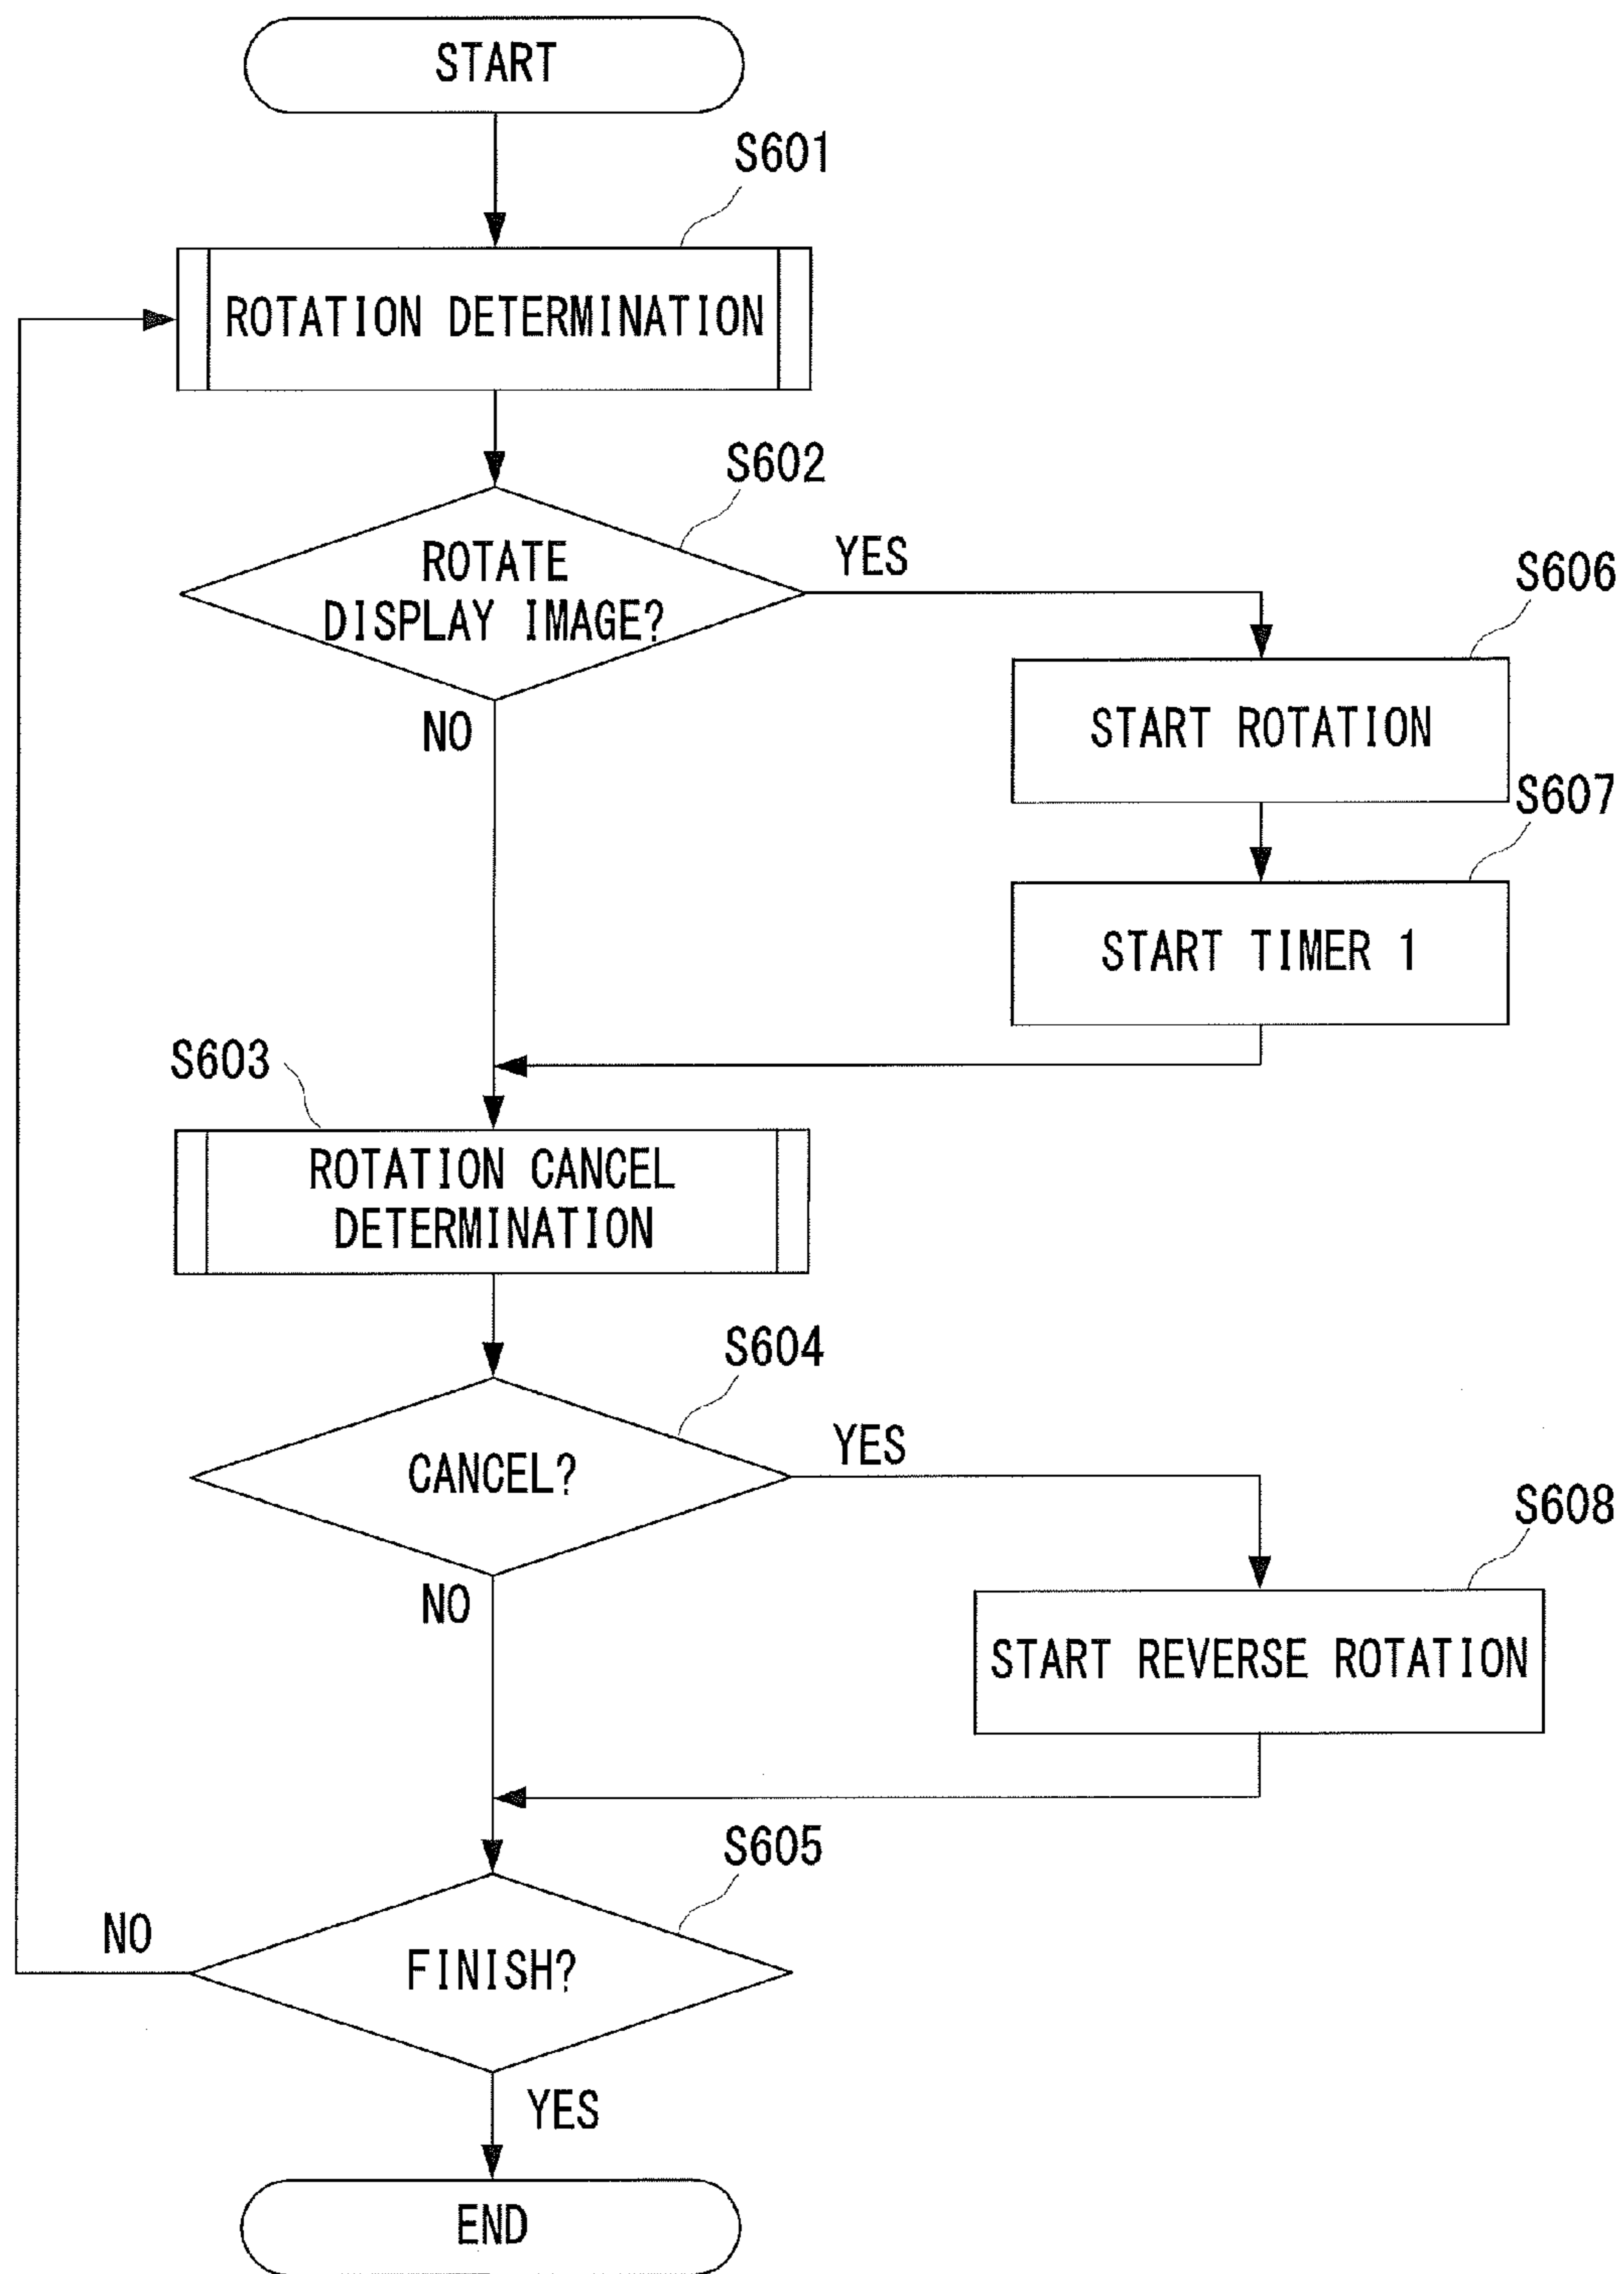 START
S601
ROTATION DETERMINATION
S602
ROTATE
DISPLAY IMAGE?
YES
NO
S606
START ROTATION
S607
START TIMER 1
S603
ROTATION CANCEL
DETERMINATION
S604
CANCEL?
YES
NO
S608
START REVERSE ROTATION
S605
FINISH?
NO
YES
END